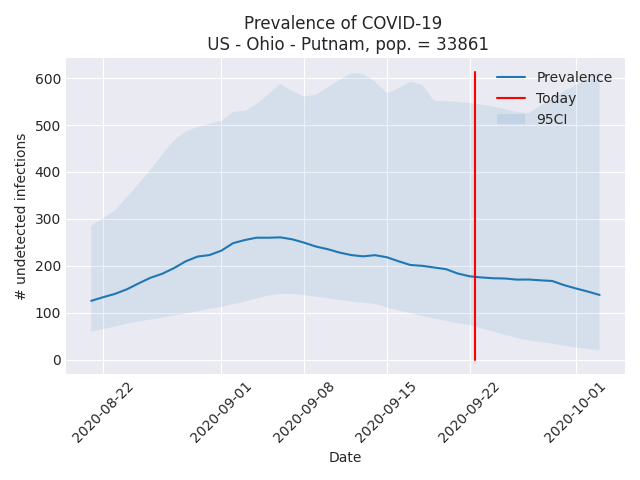 Prevalence of COVID-19
US - Ohio - Putnam, pop. = 33861
# undetected infections
600
500
400
300
200
100
0
Prevalence
Today
95CI
2020-08-22
2020-09-01
2020-09-08
2020-09-15
2020-09-22
2020-10-01
Date